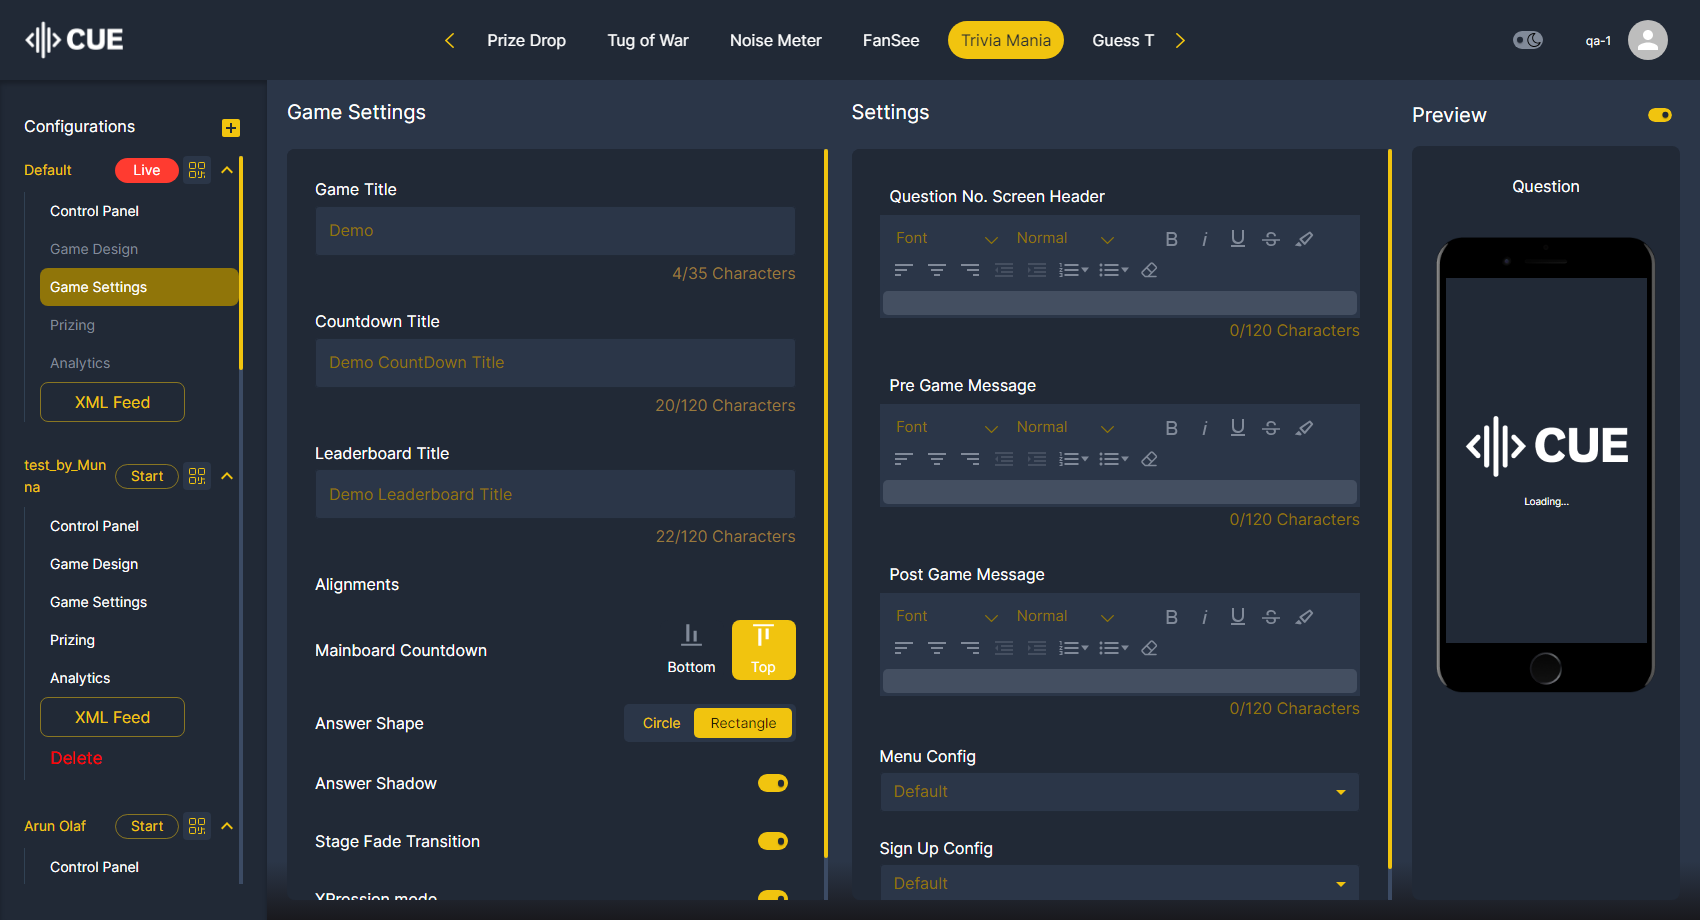 CUE
Prize Drop
Tug of War
Noise Meter
FanSee
Trivia Mania
Guess T
qa-1
Configurations
Default
Live
Control Panel
Game Design
Game Settings
Prizing
Analytics
XML Feed
test_by_Mun
na
Start
Control Panel
Game Design
Game Settings
Prizing
Analytics
XML Feed
Delete
Arun Olaf
Start
Control Panel
Game Settings
Game Title
Demo
4/35 Characters
Countdown Title
Demo CountDown Title
20/120 Characters
Leaderboard Title
Demo Leaderboard Title
22/120 Characters
Alignments
Mainboard Countdown
Bottom
Top
Answer Shape
Circle
Rectangle
Answer Shadow
Stage Fade Transition
XPression mode
Settings
Question No. Screen Header
Font
Normal
B
i
U
S
0/120 Characters
Pre Game Message
Font
Normal
B
i
U
S
0/120 Characters
Post Game Message
Font
Normal
B
i
U
S
0/120 Characters
Menu Config
Default
Sign Up Config
Default
Preview
Question
CUE
Loading...